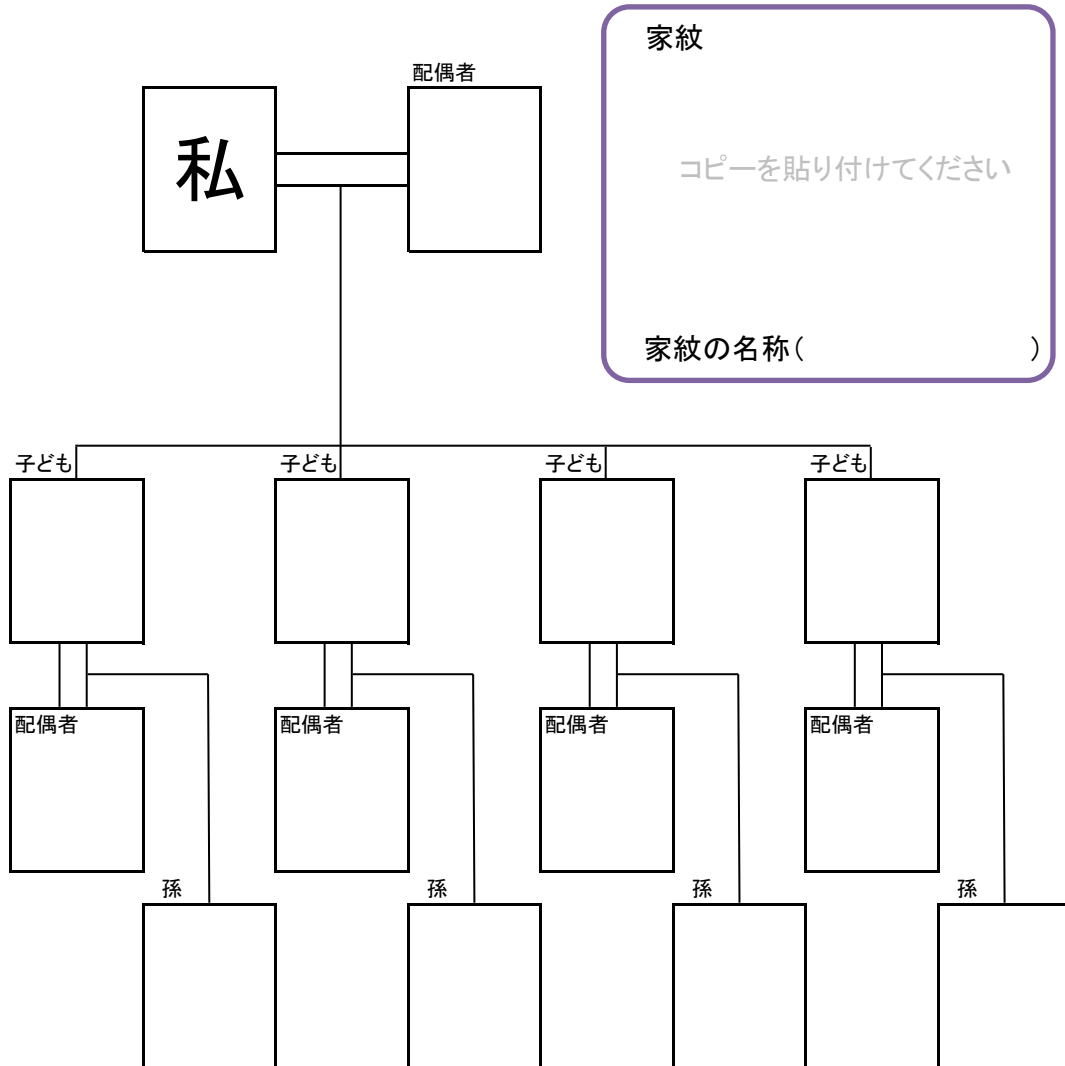 家紋
配偶者
私
コピーを貼り付けてください
家紋の名称(　　　　　　　　)
子ども
子ども
子ども
子ども
配偶者
配偶者
配偶者
配偶者
孫
孫
孫
孫